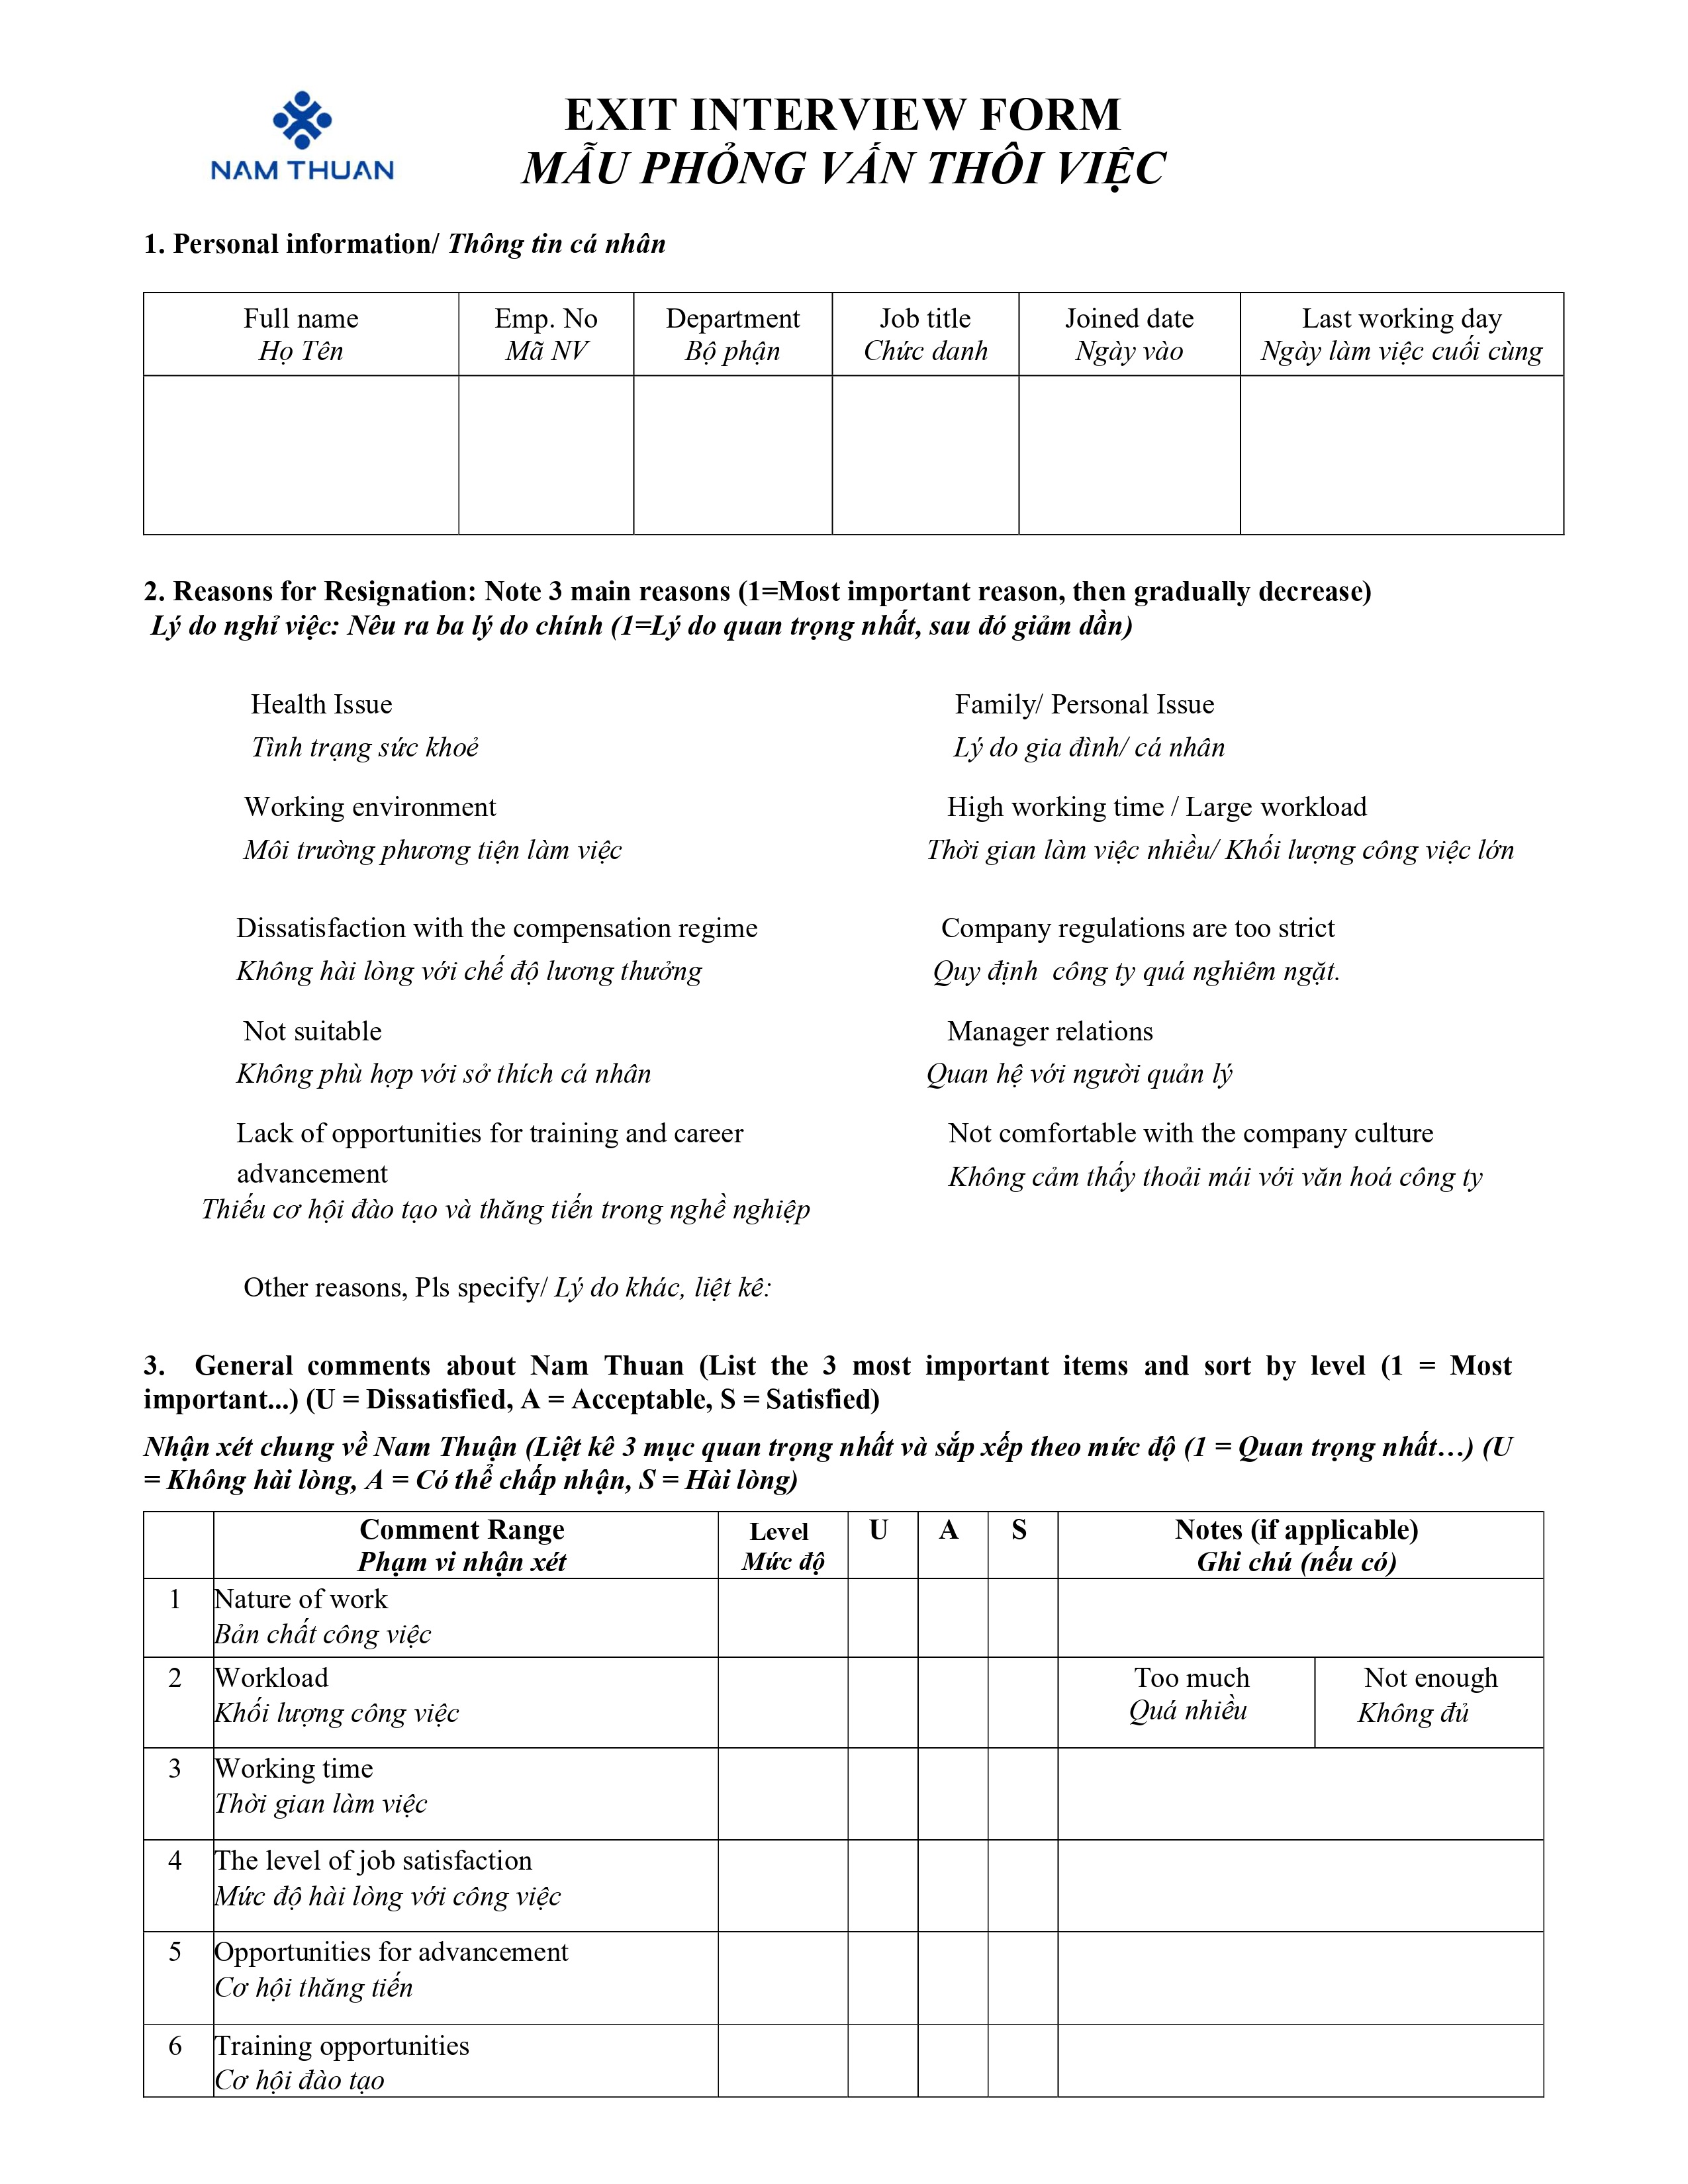 NAM THUAN
EXIT INTERVIEW FORM
MẪU PHỎNG VẤN THÔI VIỆC
1. Personal information/ Thông tin cá nhân
Full name
Họ Tên
Emp. No
Mã NV
Department
Bộ phận
Job title
Chức danh
Joined date
Ngày vào
Last working day
Ngày làm việc cuối cùng
2. Reasons for Resignation: Note 3 main reasons (1=Most important reason, then gradually decrease)
Lý do nghỉ việc: Nêu ra ba lý do chính (1=Lý do quan trọng nhất, sau đó giảm dần)
Health Issue
Tình trạng sức khoẻ
Family/ Personal Issue
Lý do gia đình/ cá nhân
Working environment
Môi trường phương tiện làm việc
High working time / Large workload
Thời gian làm việc nhiều/ Khối lượng công việc lớn
Dissatisfaction with the compensation regime
Không hài lòng với chế độ lương thưởng
Company regulations are too strict
Quy định công ty quá nghiêm ngặt.
Not suitable
Không phù hợp với sở thích cá nhân
Manager relations
Quan hệ với người quản lý
Lack of opportunities for training and career
advancement
Thiếu cơ hội đào tạo và thăng tiến trong nghề nghiệp
Not comfortable with the company culture
Không cảm thấy thoải mái với văn hoá công ty
Other reasons, Pls specify/ Lý do khác, liệt kê:
3. General comments about Nam Thuan (List the 3 most important items and sort by level (1 = Most
important...) (U = Dissatisfied, A = Acceptable, S = Satisfied)
Nhận xét chung về Nam Thuận (Liệt kê 3 mục quan trọng nhất và sắp xếp theo mức độ (1 = Quan trọng nhất…) (U
= Không hài lòng, A = Có thể chấp nhận, S = Hài lòng)
Comment Range
Phạm vi nhận xét
Level
Mức độ
U
A
S
Notes (if applicable)
Ghi chú (nếu có)
1
Nature of work
Bản chất công việc
2
Workload
Khối lượng công việc
Too much
Quá nhiều
Not enough
Không đủ
3
Working time
Thời gian làm việc
4
The level of job satisfaction
Mức độ hài lòng với công việc
5
Opportunities for advancement
Cơ hội thăng tiến
6
Training opportunities
Cơ hội đào tạo